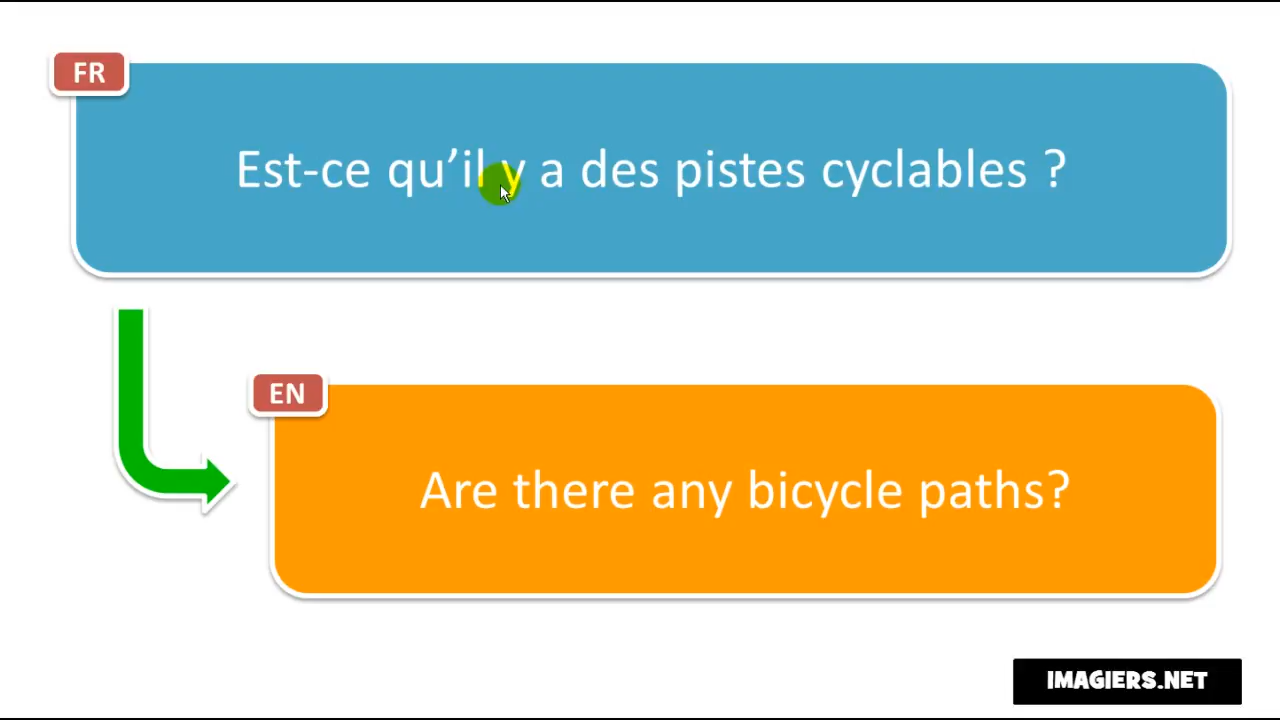 FR
Est-ce qu’il y a des pistes cyclables ?
EN
Are there any bicycle paths?
IMAGIERS.NET